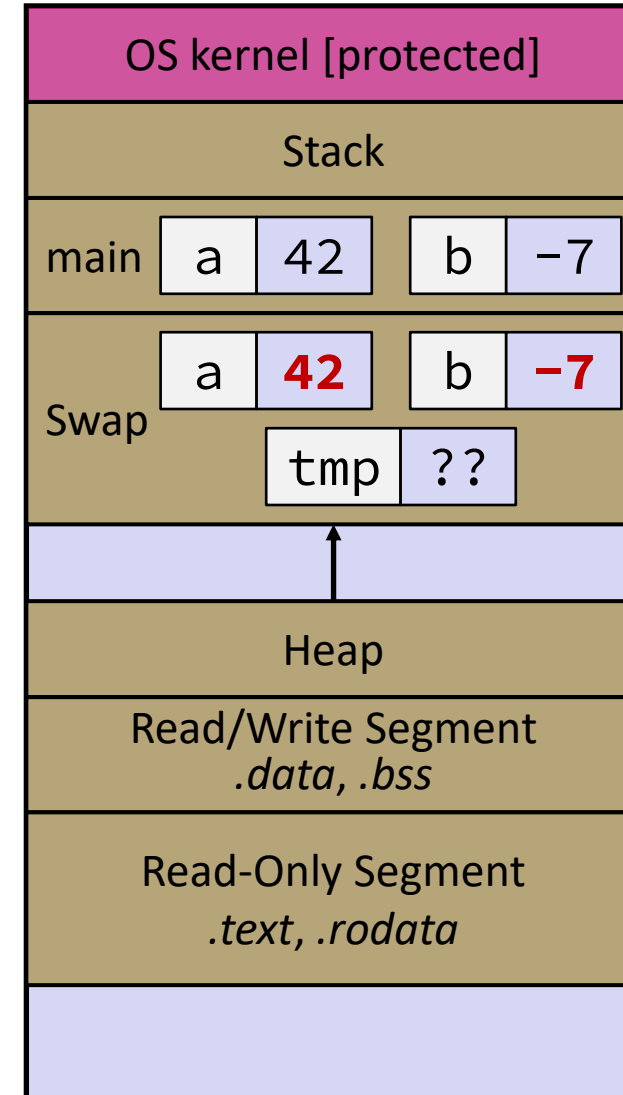 OS kernel [protected]
Stack
main a 42 b -7
a 42 b -7
Swap
tmp ??
Heap
Read/Write Segment
.data, .bss
Read-Only Segment
.text, .rodata